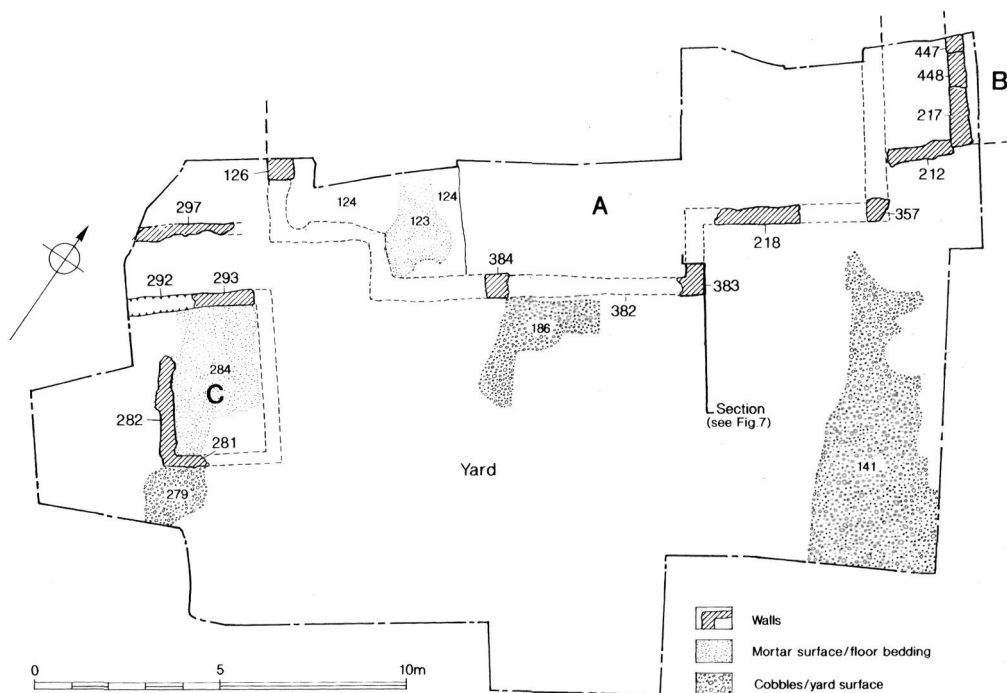 447
448
B
217
126
212
297
124
124
123
A
357
218
384
292
293
383
382
186
284
C
Section
(see Fig.7)
282
281
141
Yard
279
Walls
Mortar surface/floor bedding
0 5 10m
Cobbles/yard surface